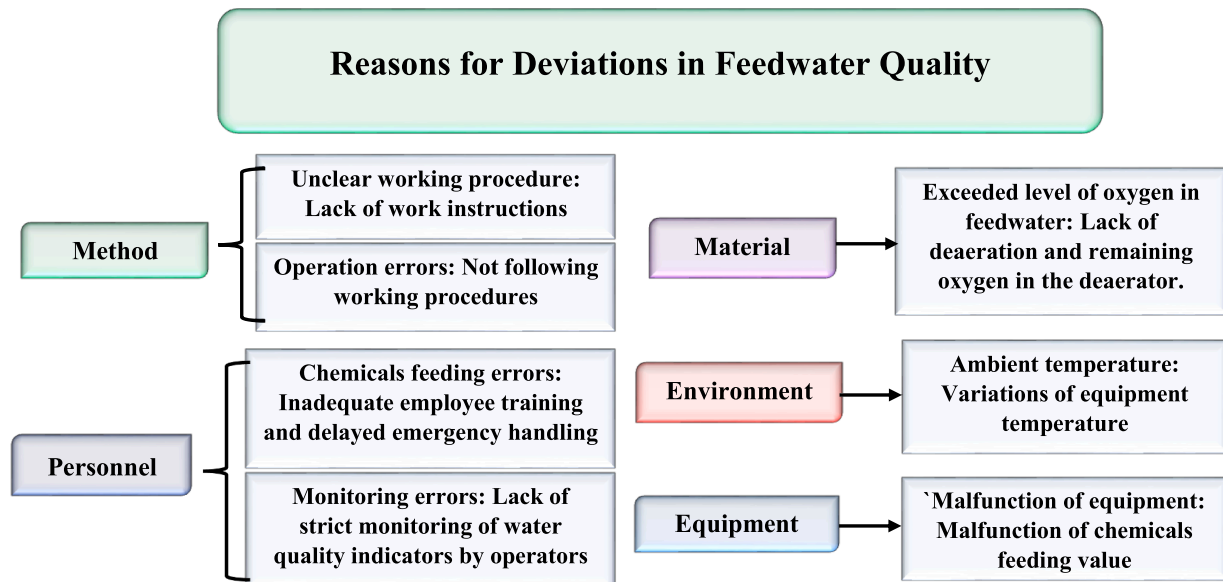 Reasons for Deviations in Feedwater Quality
Method
Unclear working procedure:
Lack of work instructions
Operation errors: Not following
working procedures
Personnel
Chemicals feeding errors:
Inadequate employee training
and delayed emergency handling
Monitoring errors: Lack of
strict monitoring of water
quality indicators by operators
Material
Exceeded level of oxygen in
feedwater: Lack of
deaeration and remaining
oxygen in the deaerator.
Environment
Ambient temperature:
Variations of equipment
temperature
Equipment
`Malfunction of equipment:
Malfunction of chemicals
feeding value